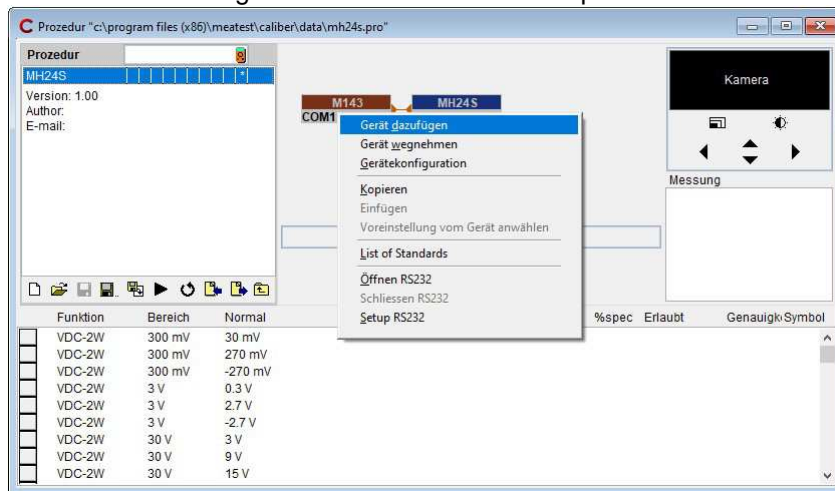 Prozedur "c:\program files (x86)\meatest\caliber\data\mh24s.pro"
Prozedur
MH24S *
Version: 1.00
Author:
E-mail:
M143 MH24S
COM1
Gerät dazufügen
Gerät wegnehmen
Gerätekonfiguration
Kopieren
Einfügen
Voreinstellung vom Gerät anwählen
List of Standards
Öffnen RS232
Schliessen RS232
Setup RS232
Kamera
Messung
Funktion Bereich Normal %spec Erlaubt Genauigk Symbol
VDC-2W 300 mV 30 mV
VDC-2W 300 mV 270 mV
VDC-2W 300 mV -270 mV
VDC-2W 3 V 0.3 V
VDC-2W 3 V 2.7 V
VDC-2W 3 V -2.7 V
VDC-2W 30 V 3 V
VDC-2W 30 V 9 V
VDC-2W 30 V 15 V